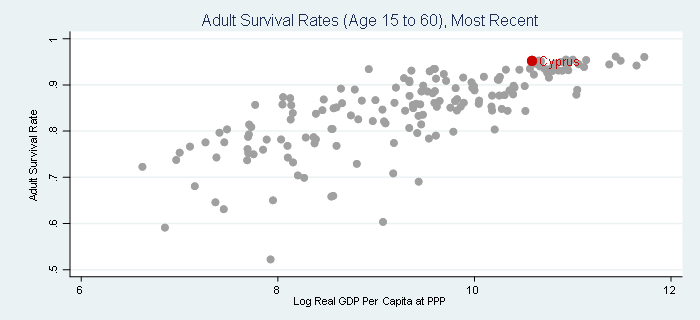 Adult Survival Rates (Age 15 to 60), Most Recent
1
.9
.8
.7
.6
.5
Adult Survival Rate
Cyprus
6
8
10
12
Log Real GDP Per Capita at PPP